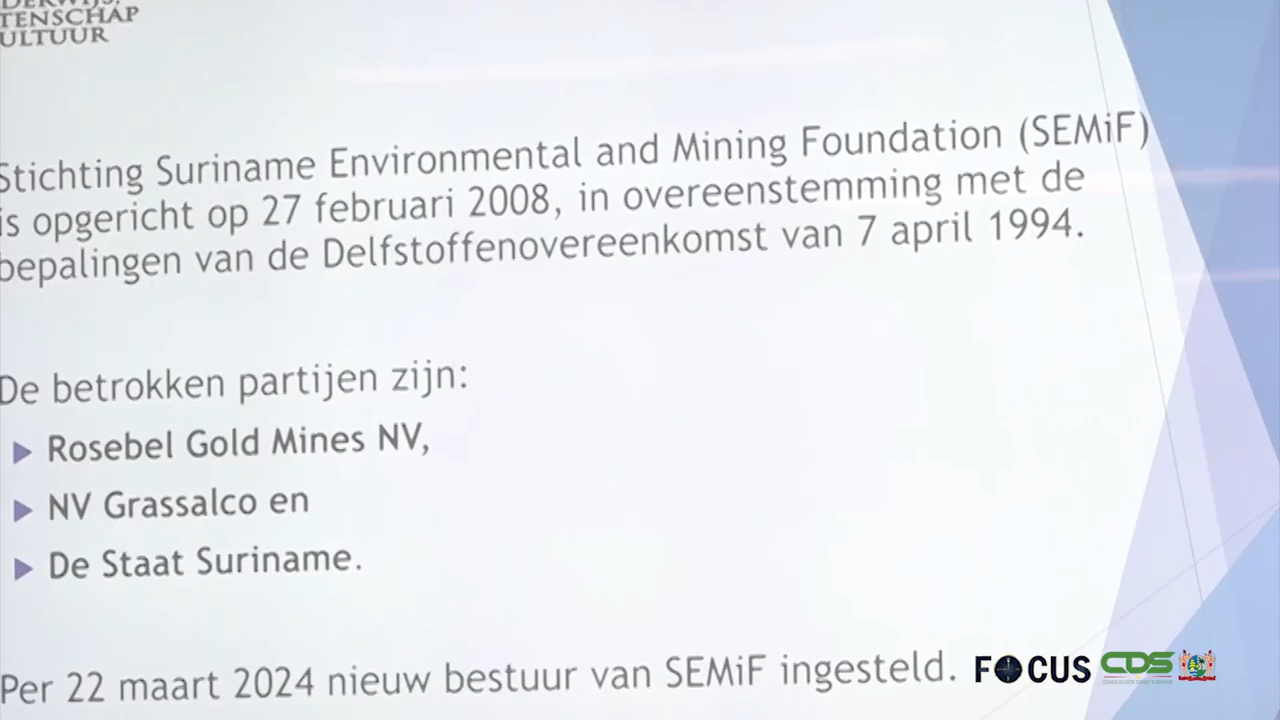 TENSCHAP
ULTUUR
Stichting Suriname Environmental and Mining Foundation (SEMiF)
is opgericht op 27 februari 2008, in overeenstemming met de
bepalingen van de Delfstoffenovereenkomst van 7 april 1994.
De betrokken partijen zijn:
Rosebel Gold Mines NV,
NV Grassalco en
De Staat Suriname.
Per 22 maart 2024 nieuw bestuur van SEMiF ingesteld.
FOCUS CDS